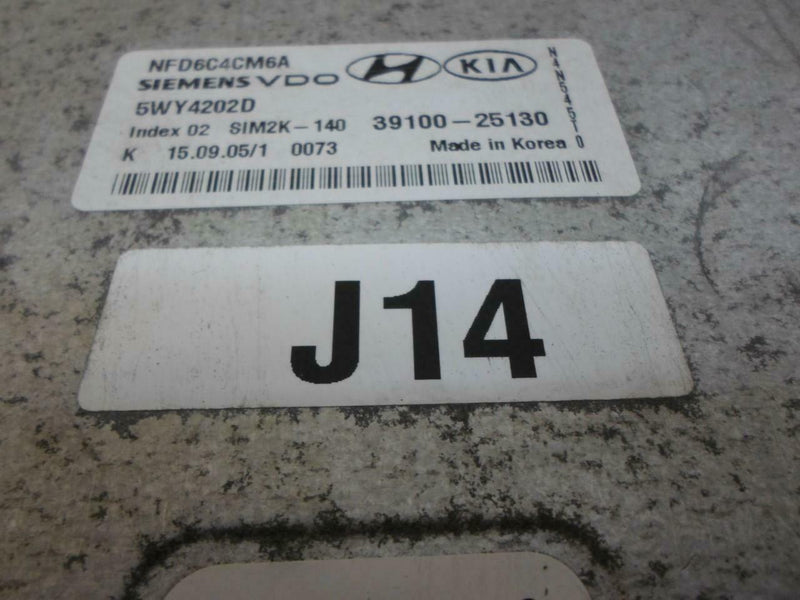 NFD6C4CM6A
SIEMENS VDO
KIA
5WY4202D
Index 02 SIM2K-140 39100-25130
K 15.09.05/1 0073 Made in Korea
N4N54510
J14